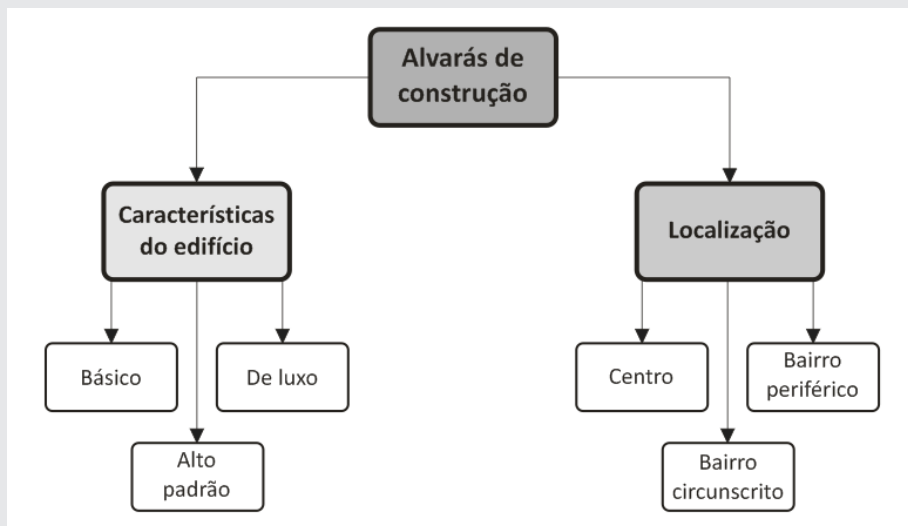 Alvarás de
construção
Características
do edifício
Localização
Básico
De luxo
Alto
padrão
Centro
Bairro
periférico
Bairro
circunscrito